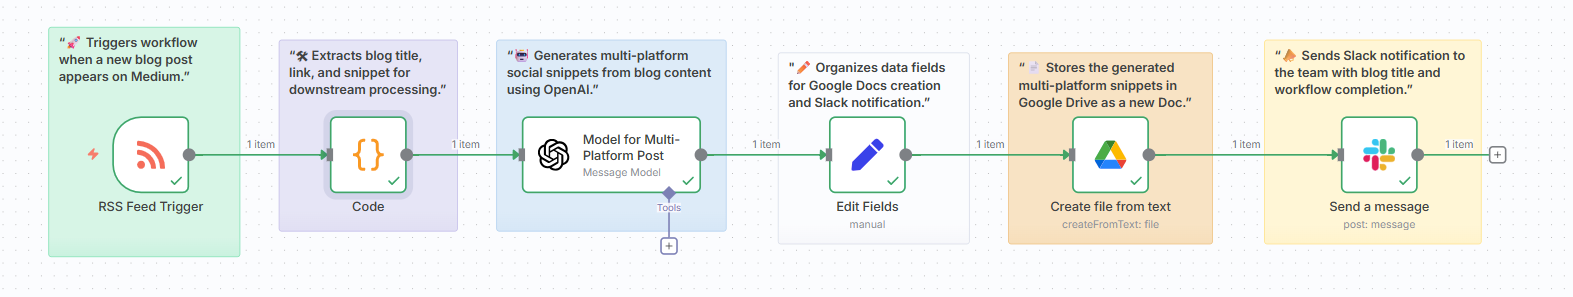 “🚀 Triggers workflow
when a new blog post
appears on Medium.”
“🛠 Extracts blog title,
link, and snippet for
downstream processing.”
“🤖 Generates multi-platform
social snippets from blog content
using OpenAI.”
"✏️ Organizes data fields
for Google Docs creation
and Slack notification.”
“📄 Stores the generated
multi-platform snippets in
Google Drive as a new Doc.”
“📣 Sends Slack notification to
the team with blog title and
workflow completion.”
1 item
1 item
Model for Multi-
Platform Post
Message Model
1 item
1 item
1 item
1 item
Tools
RSS Feed Trigger
Code
Edit Fields
manual
Create file from text
createFromText: file
Send a message
post: message